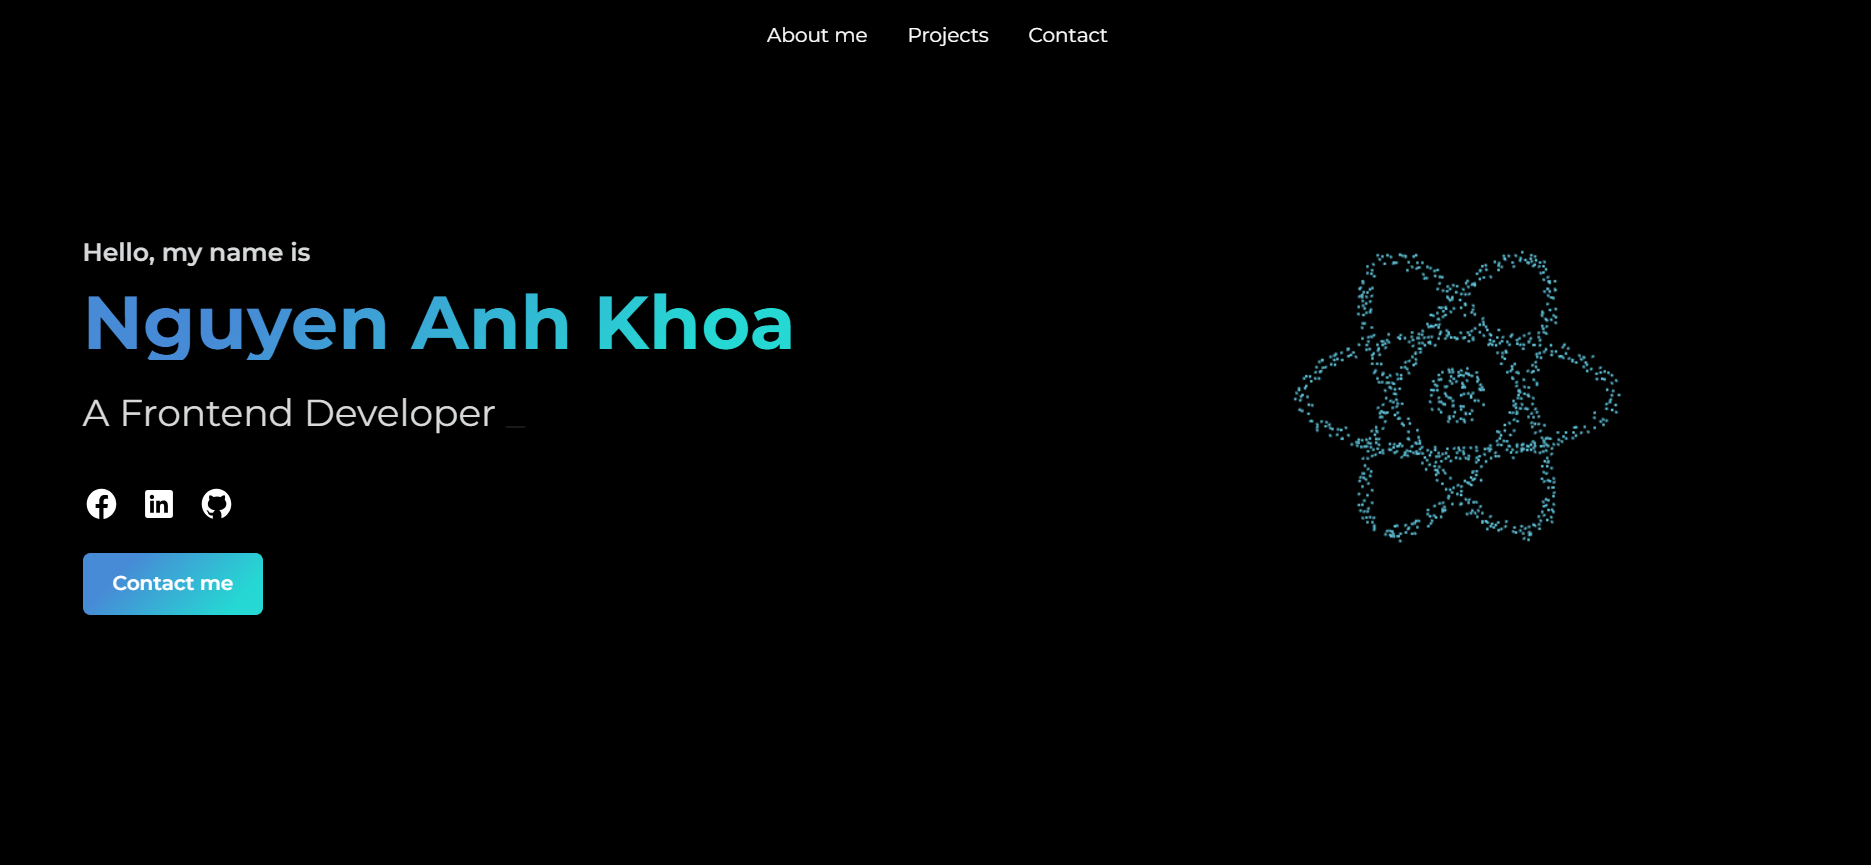 About me Projects Contact
Hello, my name is
Nguyen Anh Khoa
A Frontend Developer _
Contact me